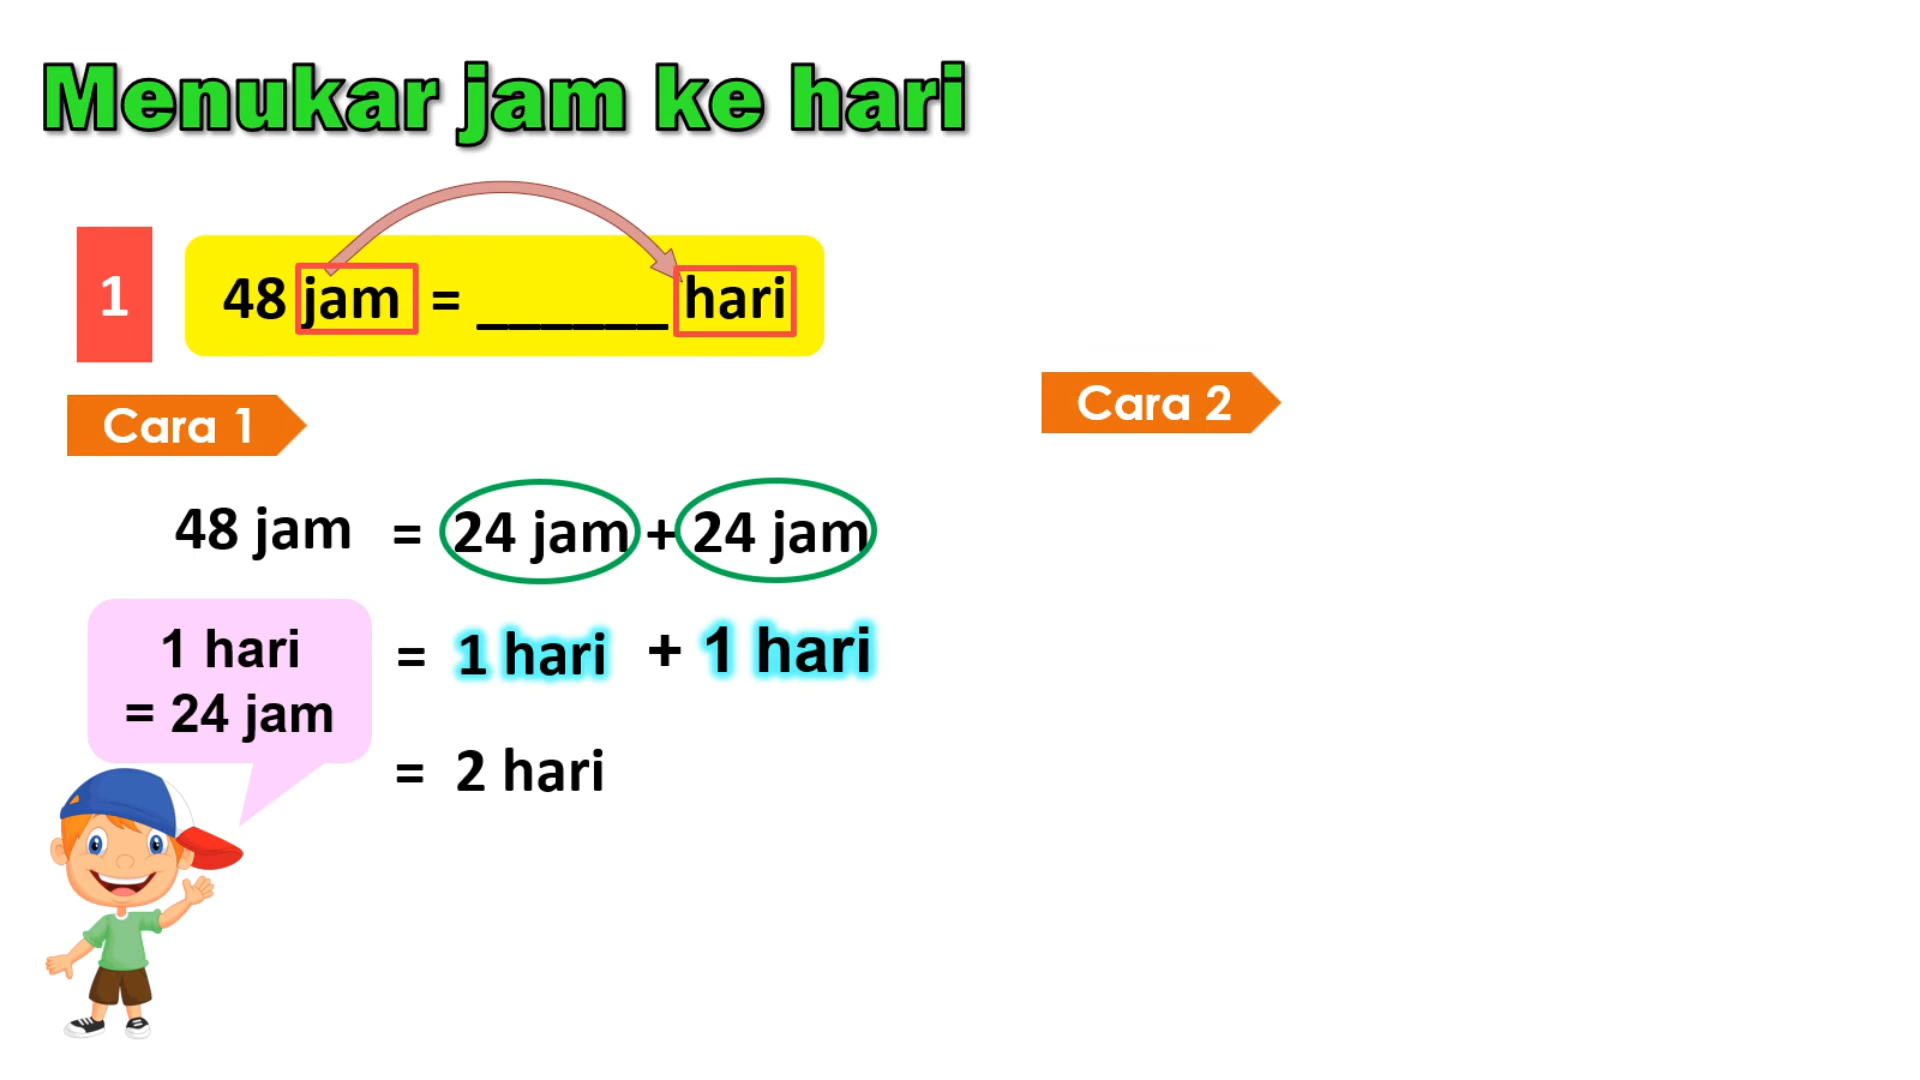 Menukar jam ke hari
1
48 jam = ______ hari
Cara 1
48 jam = 24 jam + 24 jam
1 hari
= 24 jam
= 1 hari + 1 hari
= 2 hari
Cara 2